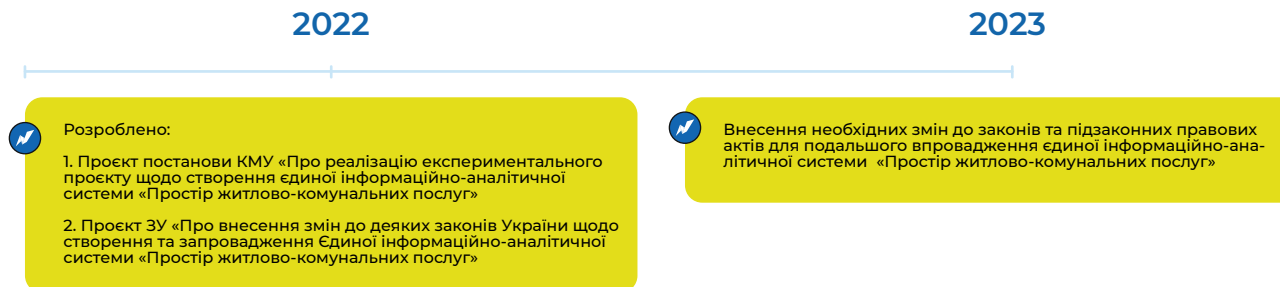 2022
2023
Розроблено:
1. Проєкт постанови КМУ «Про реалізацію експериментального
проєкту щодо створення єдиної інформаційно-аналітичної
системи «Простір житлово-комунальних послуг»
2. Проєкт ЗУ «Про внесення змін до деяких законів України щодо
створення та запровадження Єдиної інформаційно-аналітичної
системи «Простір житлово-комунальних послуг»
Внесення необхідних змін до законів та підзаконних правових
актів для подальшого впровадження єдиної інформаційно-ана-
літичної системи «Простір житлово-комунальних послуг»